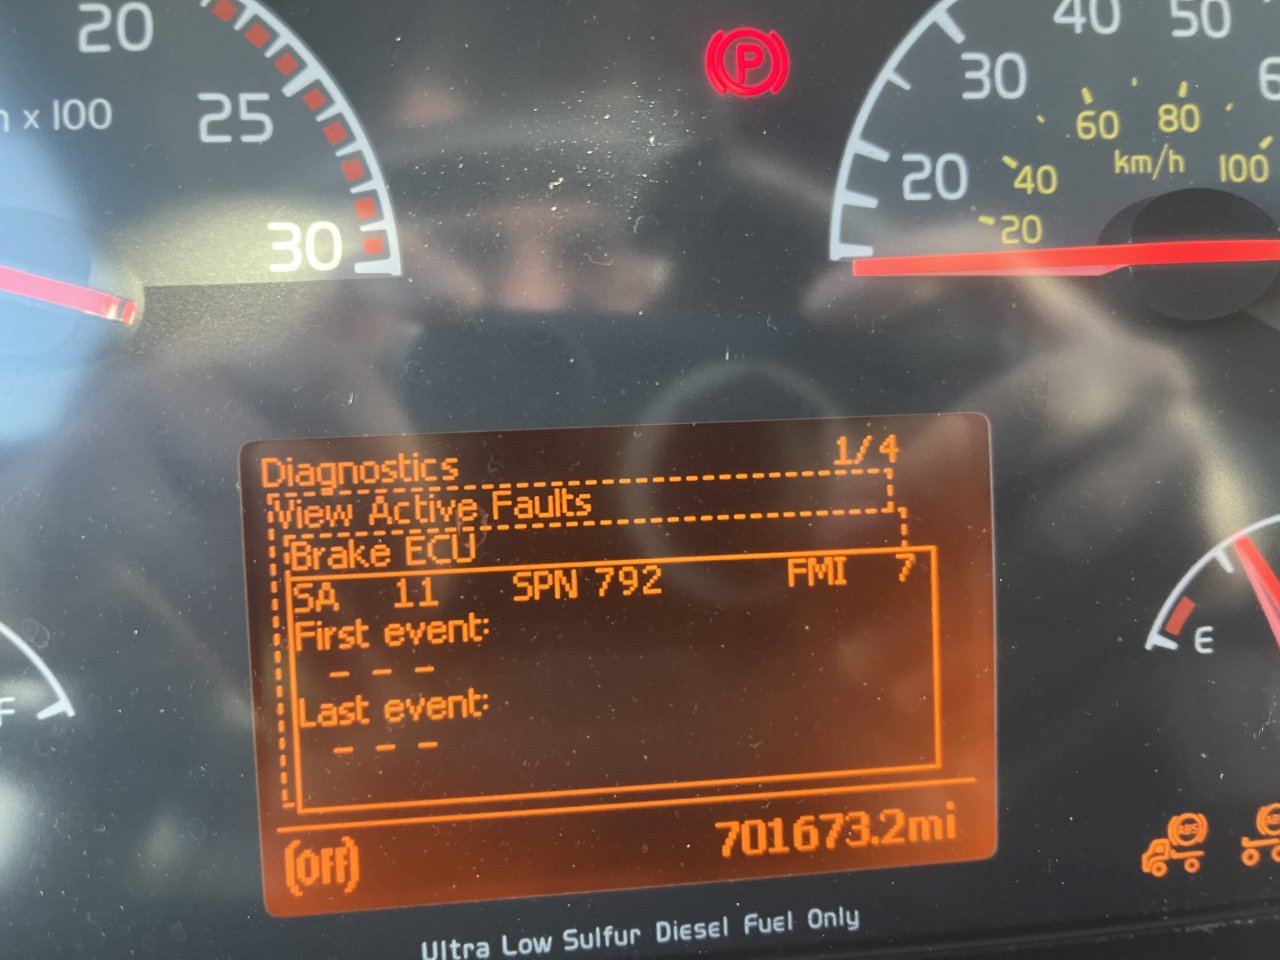 20
25
x 100
30
P
40
50
30
20
60
80
40
km/h
100
20
Diagnostics 1/4
View Active Faults
Brake ECU
SA 11 SPN 792 FMI 7
First event:
- - -
Last event:
- - -
(Off) 701673.2mi
F
E
ABS
Ultra Low Sulfur Diesel Fuel Only